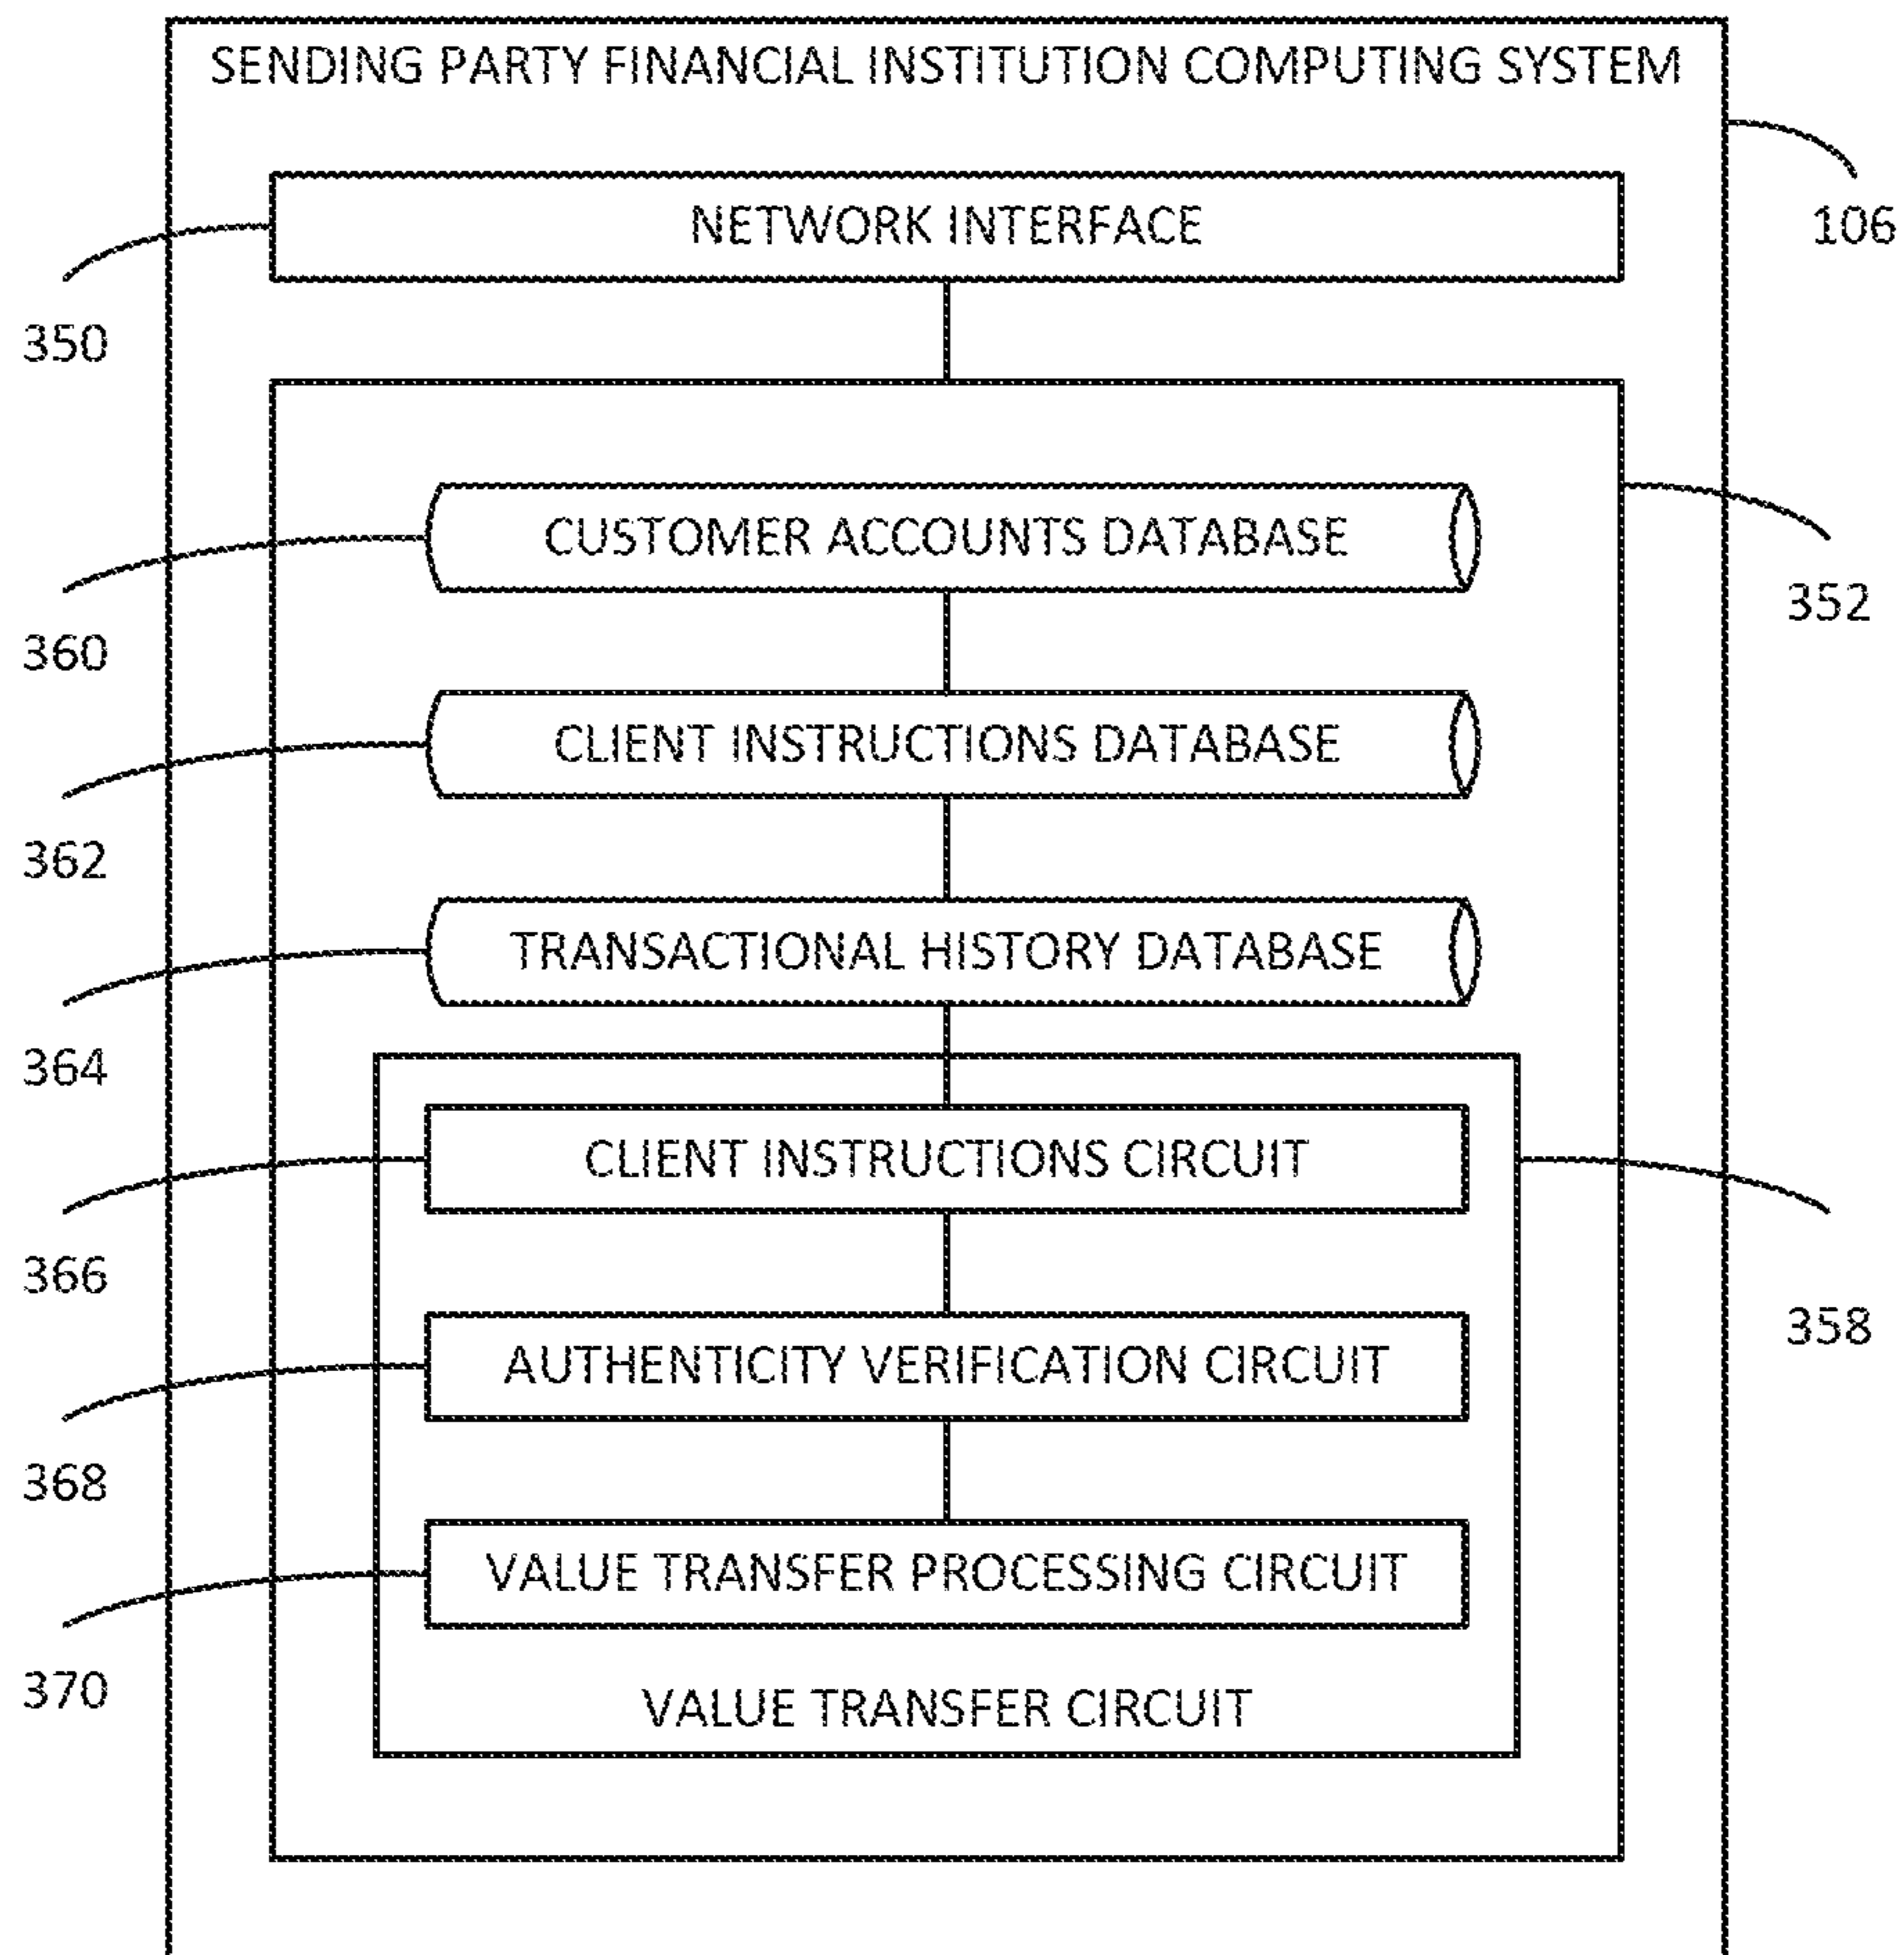 SENDING PARTY FINANCIAL INSTITUTION COMPUTING SYSTEM
106
NETWORK INTERFACE
350
CUSTOMER ACCOUNTS DATABASE
352
360
CLIENT INSTRUCTIONS DATABASE
362
TRANSACTIONAL HISTORY DATABASE
364
CLIENT INSTRUCTIONS CIRCUIT
366
358
AUTHENTICITY VERIFICATION CIRCUIT
368
VALUE TRANSFER PROCESSING CIRCUIT
370
VALUE TRANSFER CIRCUIT